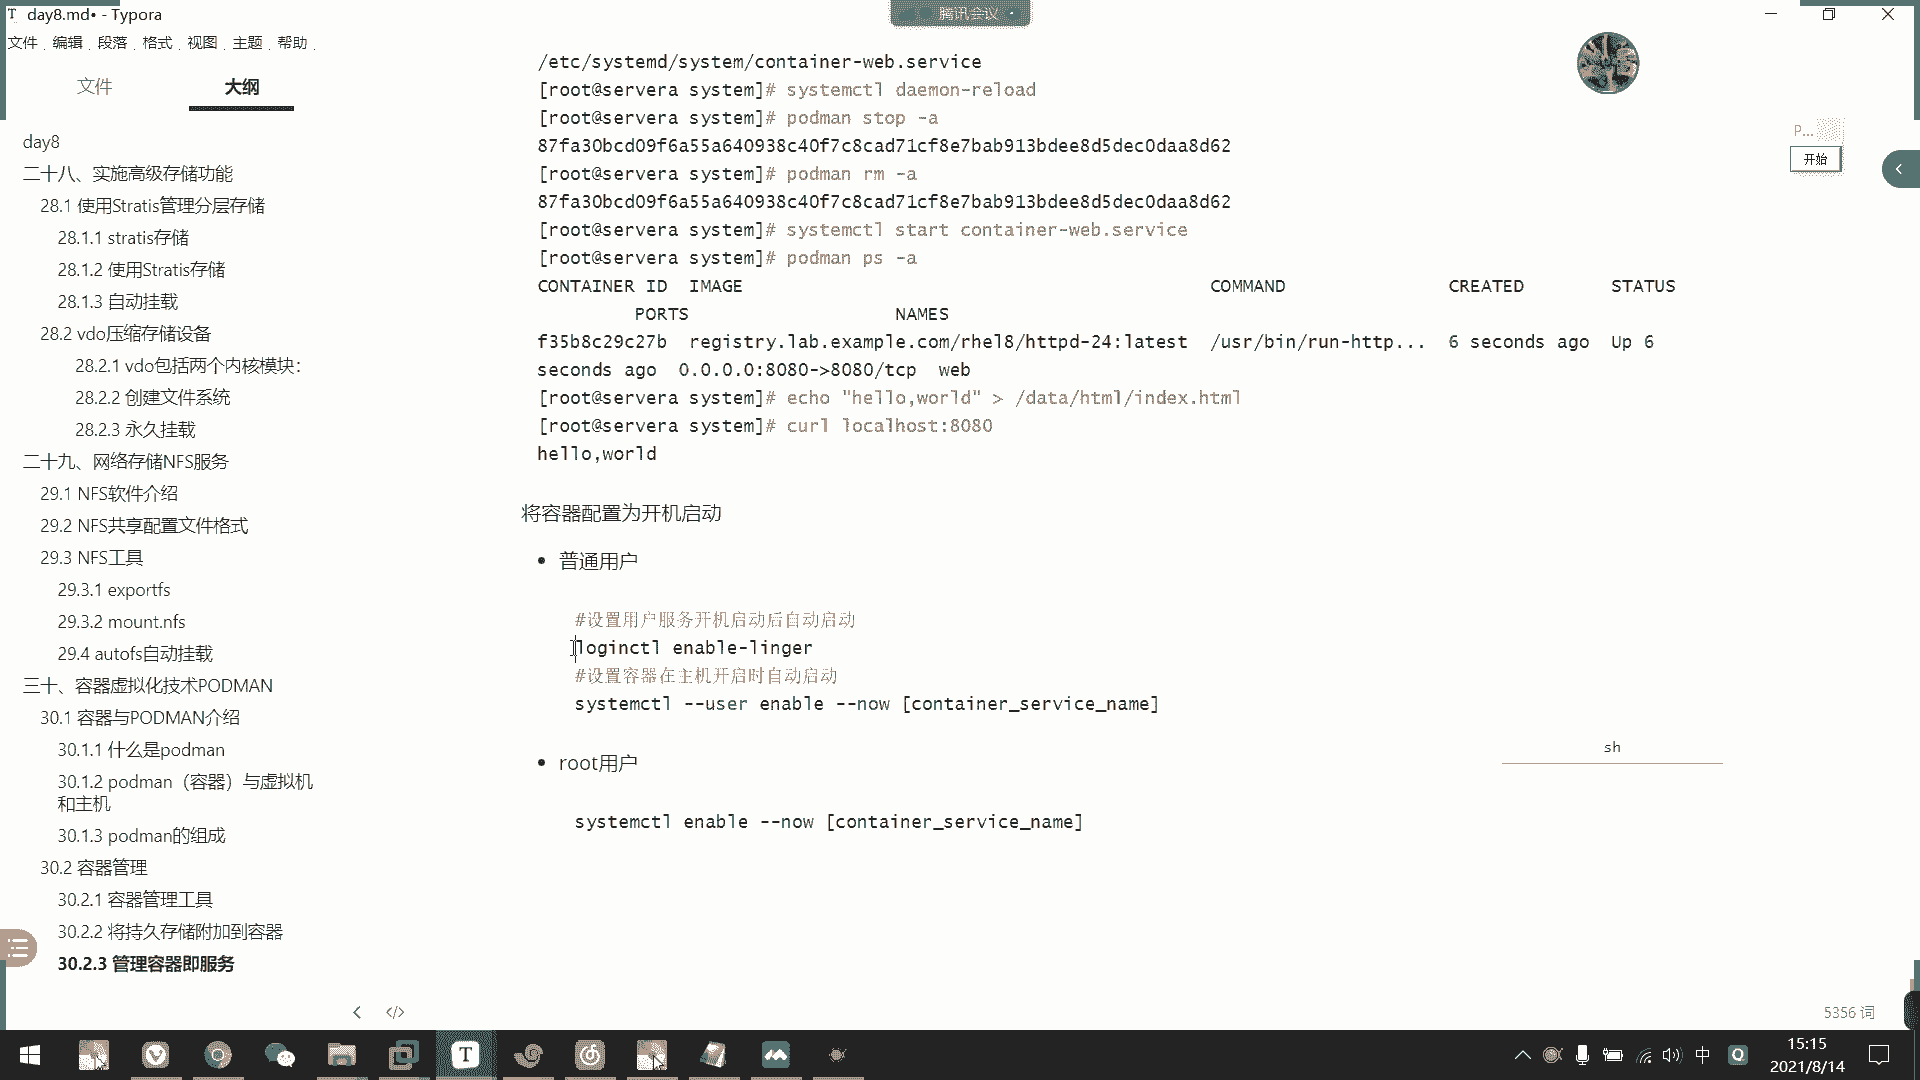 day8.md• - Typora
腾讯会议
文件 编辑 段落 格式 视图 主题 帮助
文件 大纲
day8
二十八、实施高级存储功能
28.1 使用Stratis管理分层存储
28.1.1 stratis存储
28.1.2 使用Stratis存储
28.1.3 自动挂载
28.2 vdo压缩存储设备
28.2.1 vdo包括两个内核模块：
28.2.2 创建文件系统
28.2.3 永久挂载
二十九、网络存储NFS服务
29.1 NFS软件介绍
29.2 NFS共享配置文件格式
29.3 NFS工具
29.3.1 exportfs
29.3.2 mount.nfs
29.4 autofs自动挂载
三十、容器虚拟化技术PODMAN
30.1 容器与PODMAN介绍
30.1.1 什么是podman
30.1.2 podman（容器）与虚拟机
和主机
30.1.3 podman的组成
30.2 容器管理
30.2.1 容器管理工具
30.2.2 将持久存储附加到容器
30.2.3 管理容器即服务
/etc/systemd/system/container-web.service
[root@servera system]# systemctl daemon-reload
[root@servera system]# podman stop -a
87fa30bcd09f6a55a640938c40f7c8cad71cf8e7bab913bdee8d5dec0daa8d62
[root@servera system]# podman rm -a
87fa30bcd09f6a55a640938c40f7c8cad71cf8e7bab913bdee8d5dec0daa8d62
[root@servera system]# systemctl start container-web.service
[root@servera system]# podman ps -a
CONTAINER ID IMAGE COMMAND CREATED STATUS
PORTS NAMES
f35b8c29c27b registry.lab.example.com/rhel8/httpd-24:latest /usr/bin/run-http... 6 seconds ago Up 6
seconds ago 0.0.0.0:8080->8080/tcp web
[root@servera system]# echo "hello,world" > /data/html/index.html
[root@servera system]# curl localhost:8080
hello,world
将容器配置为开机启动
• 普通用户
#设置用户服务开机启动后自动启动
loginctl enable-linger
#设置容器在主机开启时自动启动
systemctl --user enable --now [container_service_name]
• root用户
systemctl enable --now [container_service_name]
P...
开始
sh
5356 词
中
15:15
2021/8/14